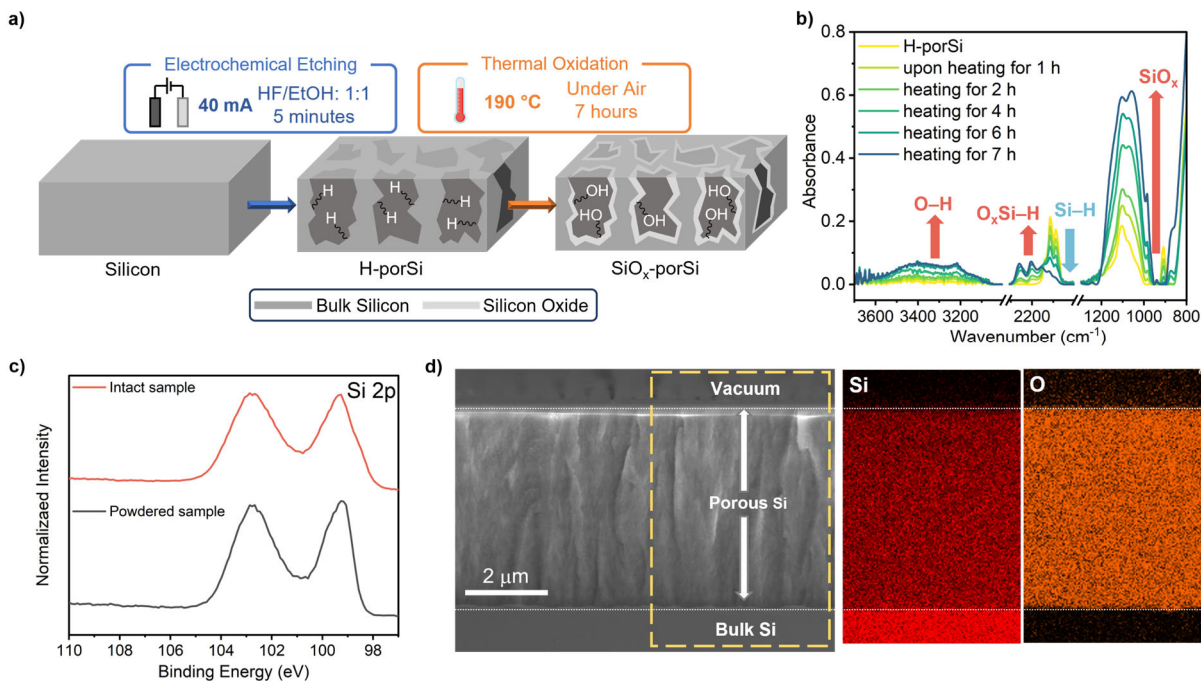 a)
Electrochemical Etching
40 mA
HF/EtOH: 1:1
5 minutes
Thermal Oxidation
190 °C
Under Air
7 hours
H
H
H
H
H
H
OH
HO
OH
HO
OH
Silicon
H-porSi
SiOx-porSi
Bulk Silicon
Silicon Oxide
b)
Absorbance
0.8
0.6
0.4
0.2
0.0
H-porSi
upon heating for 1 h
heating for 2 h
heating for 4 h
heating for 6 h
heating for 7 h
SiOx
O–H
OxSi–H
Si–H
3600 3400 3200 2200 1200 1000 800
Wavenumber (cm⁻¹)
c)
Normalizaed Intensity
Intact sample
Si 2p
Powdered sample
110 108 106 104 102 100 98
Binding Energy (eV)
d)
Vacuum
Porous Si
2 μm
Bulk Si
Si
O